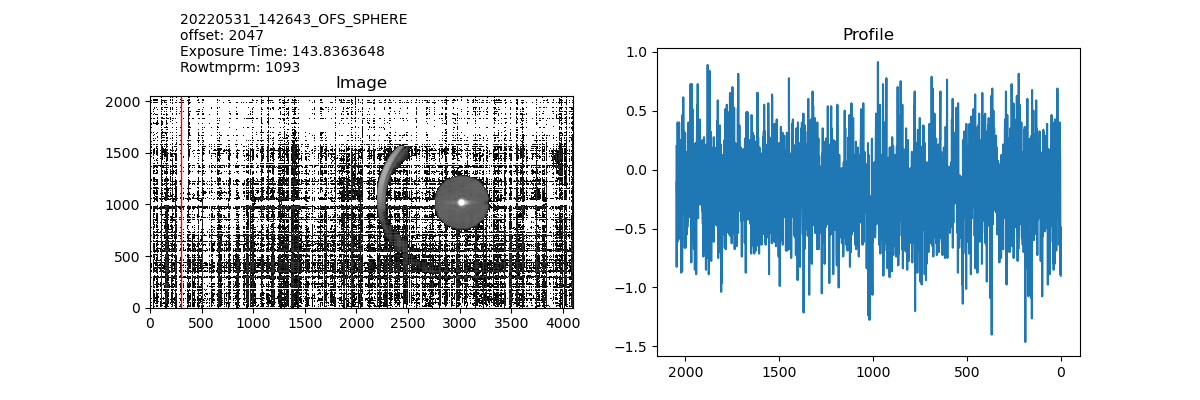 20220531_142643_OFS_SPHERE
offset: 2047
Exposure Time: 143.8363648
Rowtmprm: 1093
Image
2000
1500
1000
500
0
0 500 1000 1500 2000 2500 3000 3500 4000
Profile
1.0
0.5
0.0
−0.5
−1.0
−1.5
2000 1500 1000 500 0